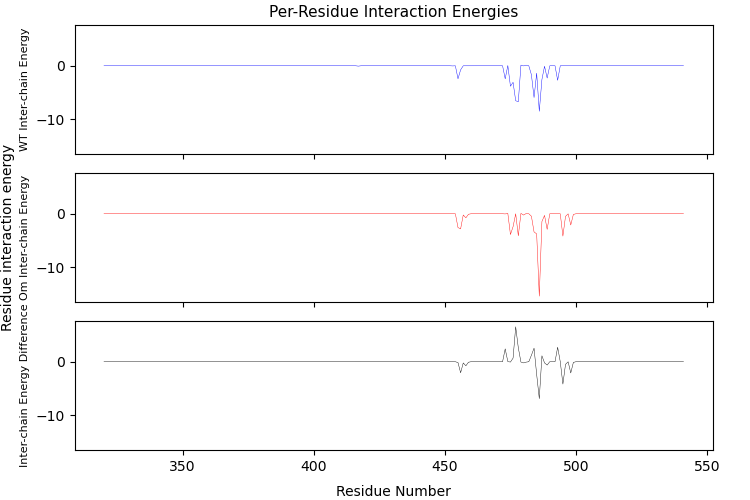 Per-Residue Interaction Energies
WT Inter-chain Energy
0
−10
Residue interaction energy
Om Inter-chain Energy
0
−10
Inter-chain Energy Difference
0
−10
350
400
450
500
550
Residue Number